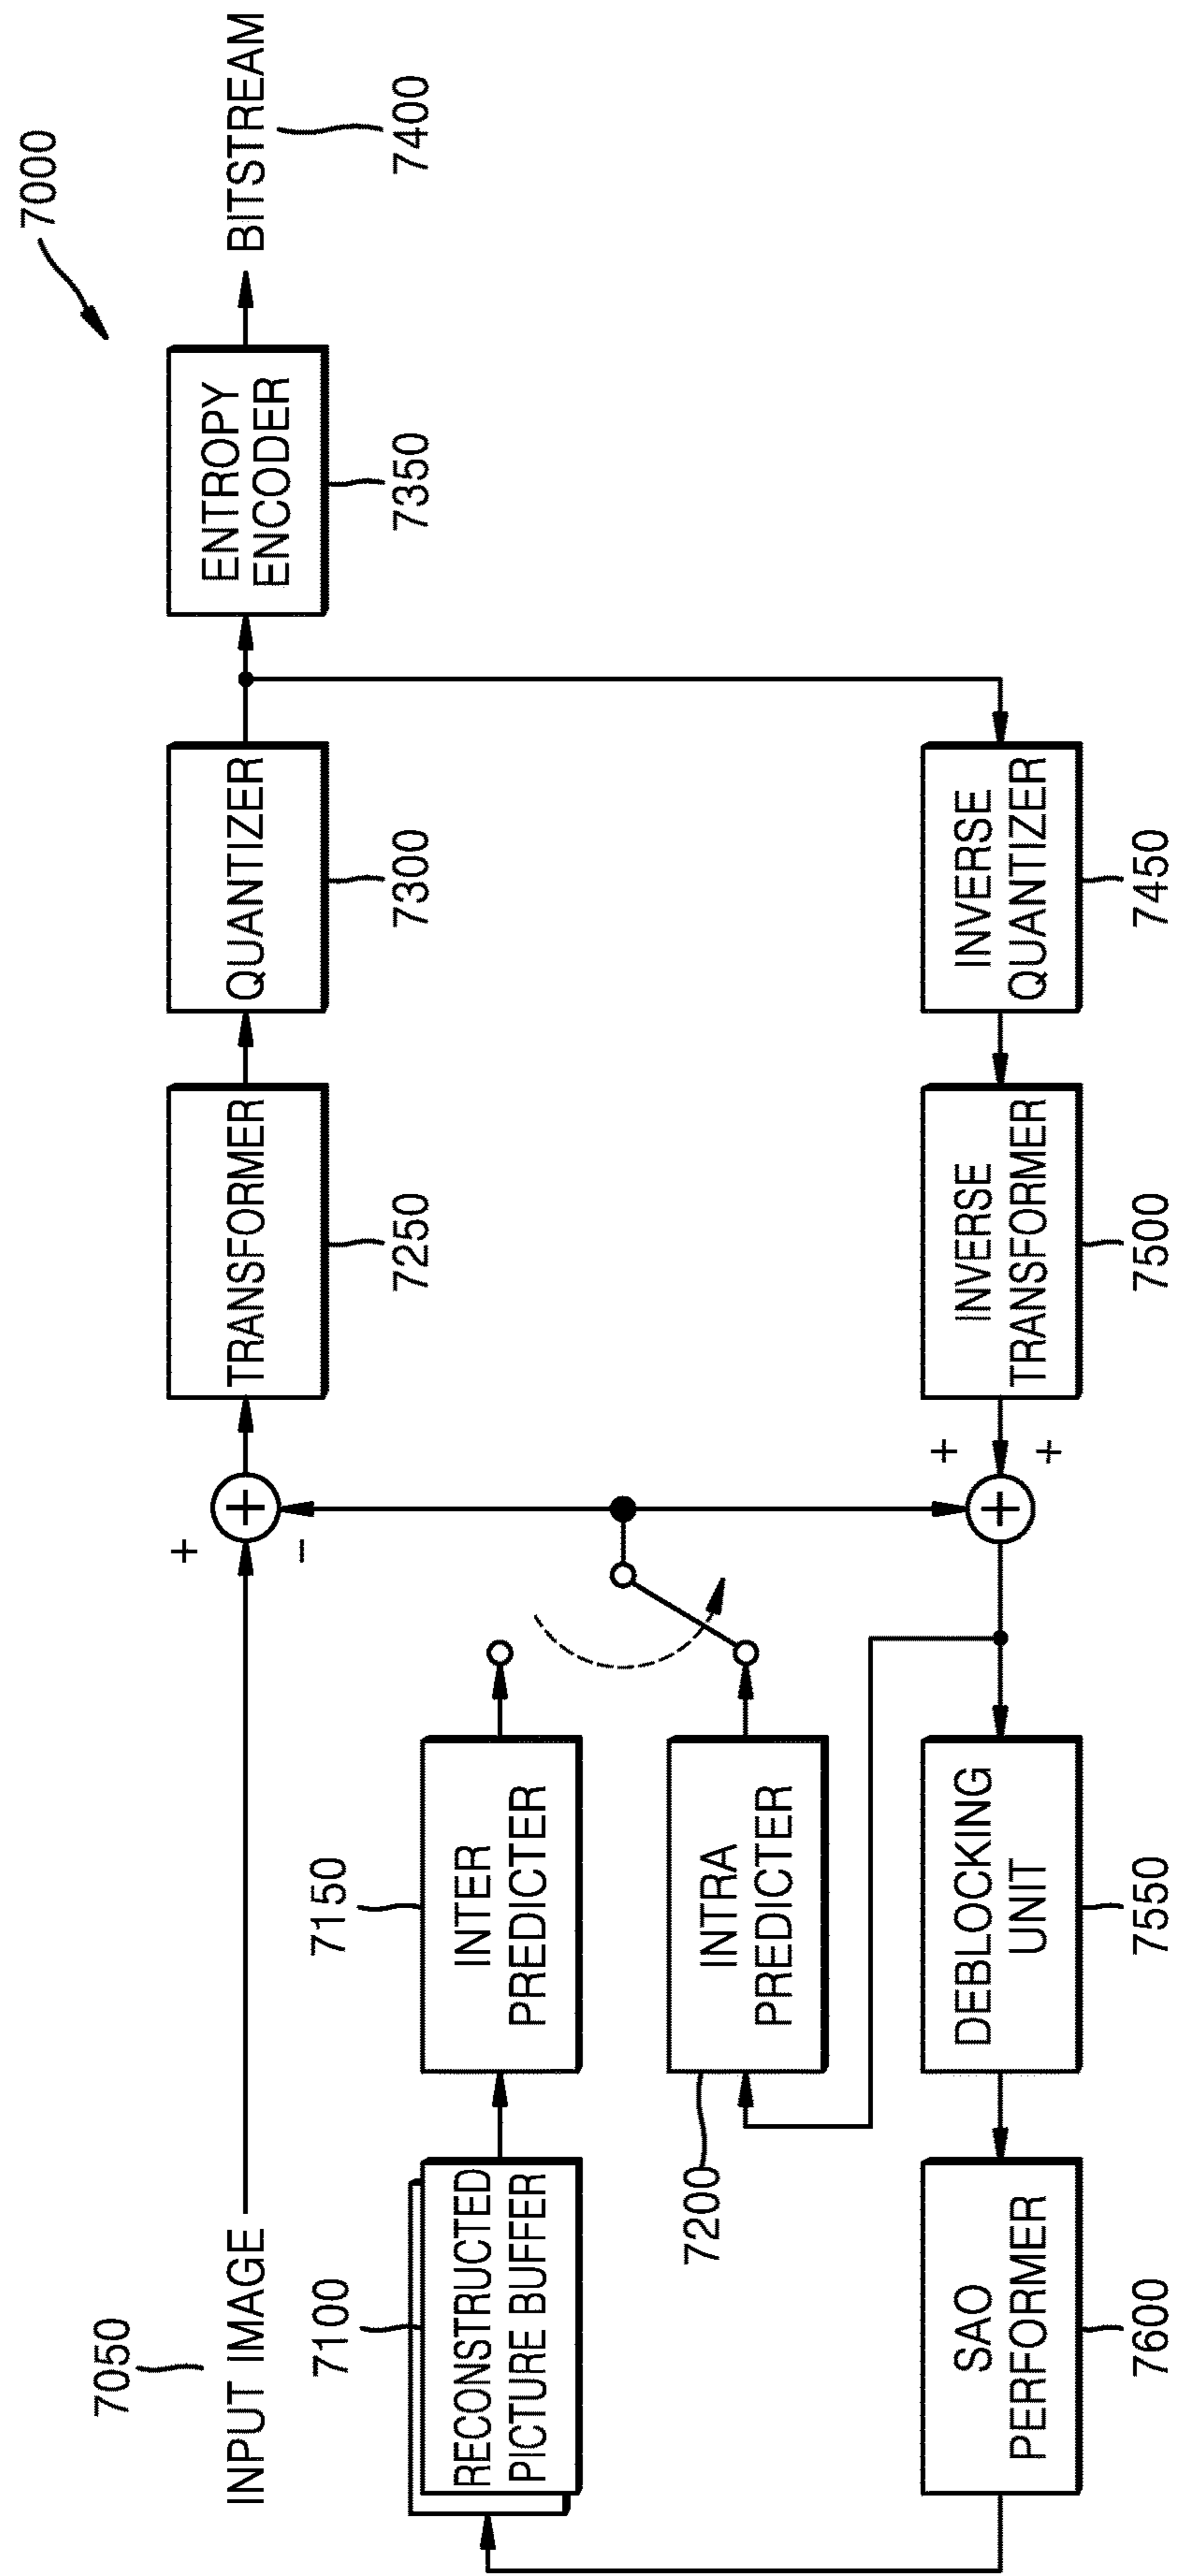 7000
INPUT IMAGE
7050
+
−
TRANSFORMER
7250
QUANTIZER
7300
ENTROPY
ENCODER
7350
BITSTREAM
7400
RECONSTRUCTED
PICTURE BUFFER
7100
INTER
PREDICTER
7150
INTRA
PREDICTER
7200
SAO
PERFORMER
7600
DEBLOCKING
UNIT
7550
+
+
INVERSE
TRANSFORMER
7500
INVERSE
QUANTIZER
7450